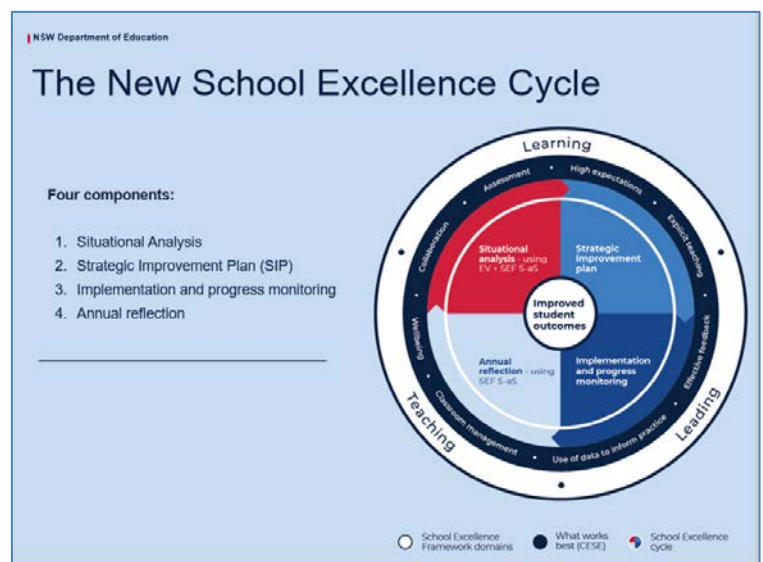 NSW Department of Education
The New School Excellence Cycle
Four components:
1. Situational Analysis
2. Strategic Improvement Plan (SIP)
3. Implementation and progress monitoring
4. Annual reflection
Learning
Teaching
Leading
Assessment
High expectations
Explicit teaching
Effective feedback
Use of data to inform practice
Classroom management
Wellbeing
Collaboration
Situational
analysis - using
EV + SEF S-aS
Strategic
improvement
plan
Improved
student
outcomes
Annual
reflection - using
SEF S-aS
Implementation
and progress
monitoring
School Excellence
Framework domains
What works
best (CESE)
School Excellence
cycle